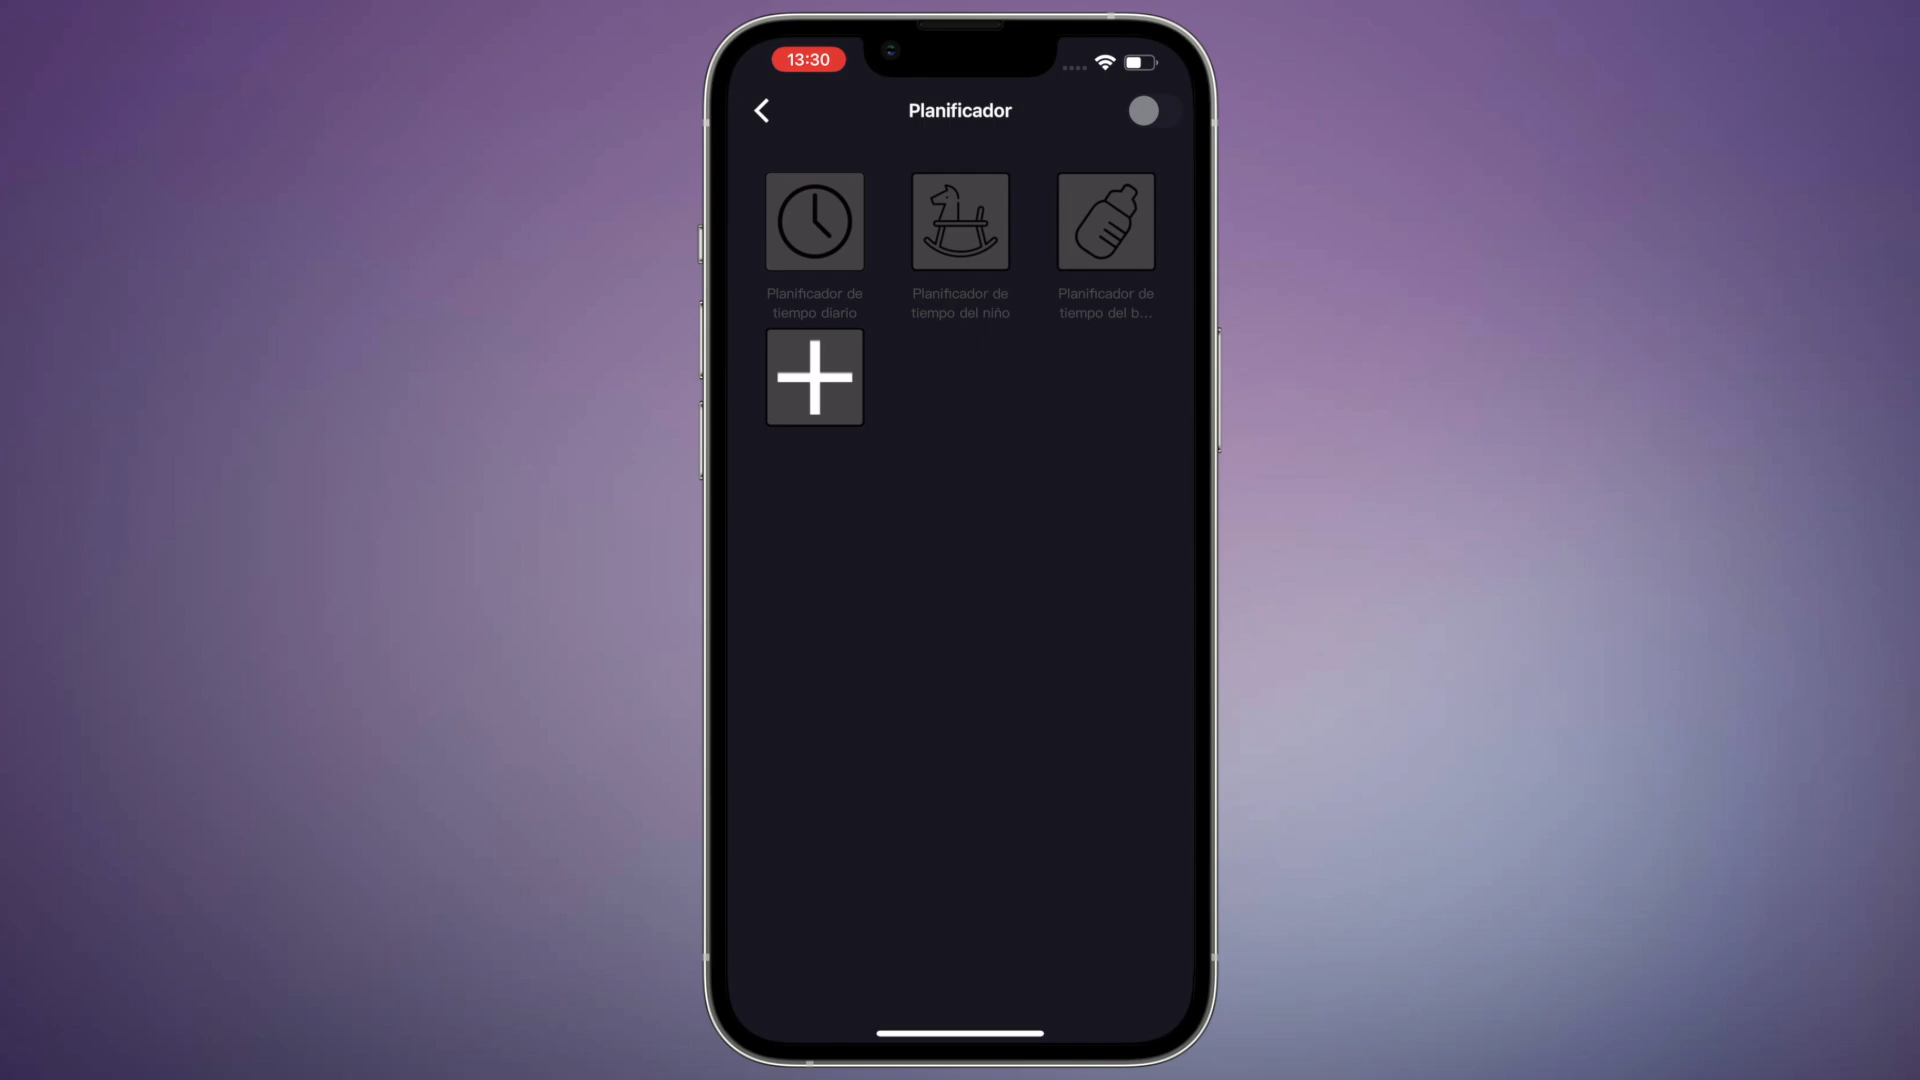 13:30
Planificador
Planificador de
tiempo diario
Planificador de
tiempo del niño
Planificador de
tiempo del b...